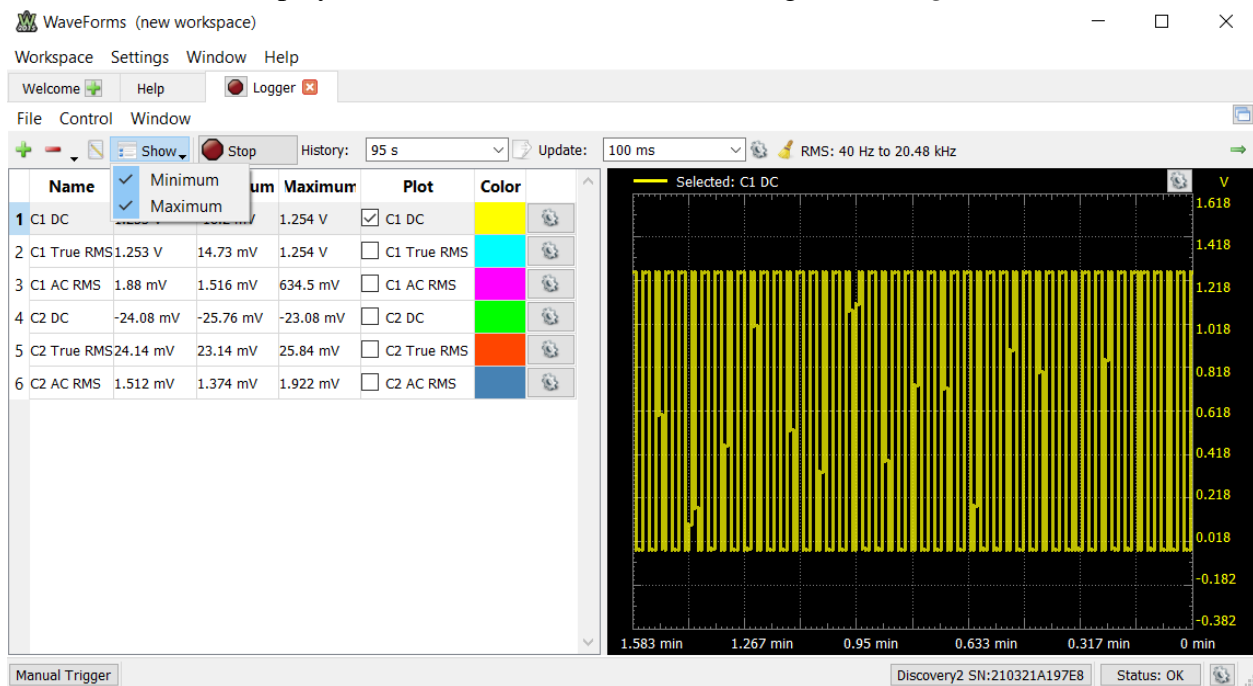 WaveForms (new workspace)
Workspace Settings Window Help
Welcome Help Logger
File Control Window
Show Stop History: 95 s Update: 100 ms RMS: 40 Hz to 20.48 kHz
Minimum
Maximum
Name um Maximum Plot Color
1 C1 DC 1.254 V C1 DC
2 C1 True RMS 1.253 V 14.73 mV 1.254 V C1 True RMS
3 C1 AC RMS 1.88 mV 1.516 mV 634.5 mV C1 AC RMS
4 C2 DC -24.08 mV -25.76 mV -23.08 mV C2 DC
5 C2 True RMS 24.14 mV 23.14 mV 25.84 mV C2 True RMS
6 C2 AC RMS 1.512 mV 1.374 mV 1.922 mV C2 AC RMS
Selected: C1 DC V
1.618
1.418
1.218
1.018
0.818
0.618
0.418
0.218
0.018
-0.182
-0.382
1.583 min 1.267 min 0.95 min 0.633 min 0.317 min 0 min
Manual Trigger Discovery2 SN:210321A197E8 Status: OK